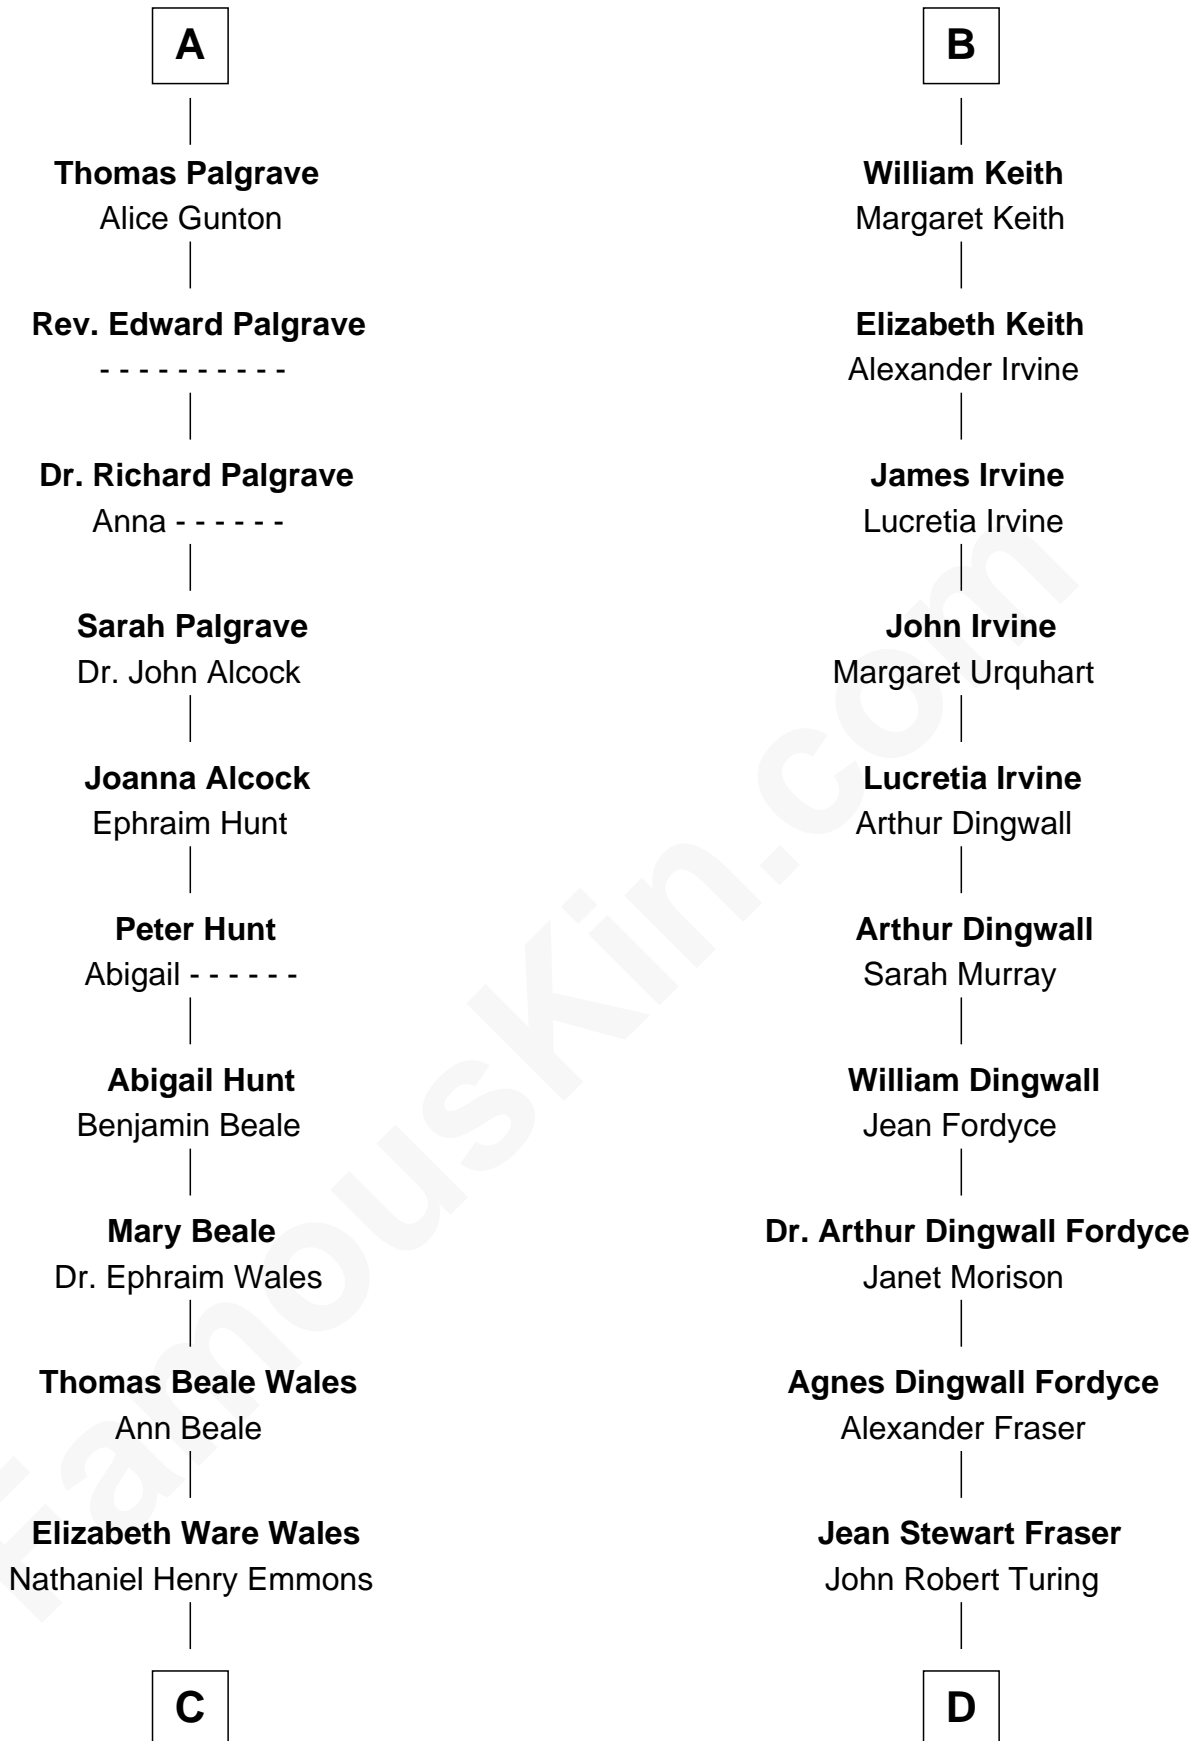 A
Thomas Palgrave
Alice Gunton
Rev. Edward Palgrave
- - - - - - - - - -
Dr. Richard Palgrave
Anna - - - - - -
Sarah Palgrave
Dr. John Alcock
Joanna Alcock
Ephraim Hunt
Peter Hunt
Abigail - - - - - -
Abigail Hunt
Benjamin Beale
Mary Beale
Dr. Ephraim Wales
Thomas Beale Wales
Ann Beale
Elizabeth Ware Wales
Nathaniel Henry Emmons
C
B
William Keith
Margaret Keith
Elizabeth Keith
Alexander Irvine
James Irvine
Lucretia Irvine
John Irvine
Margaret Urquhart
Lucretia Irvine
Arthur Dingwall
Arthur Dingwall
Sarah Murray
William Dingwall
Jean Fordyce
Dr. Arthur Dingwall Fordyce
Janet Morison
Agnes Dingwall Fordyce
Alexander Fraser
Jean Stewart Fraser
John Robert Turing
D
FamousKin.com